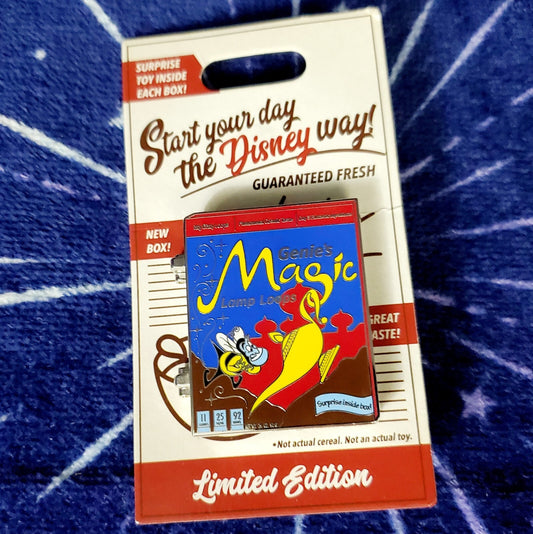 SURPRISE
TOY INSIDE
EACH BOX!
Start your day
the Disney way!
GUARANTEED FRESH
NEW
BOX!
Genie's
Magic
Lamp Loops
GREAT
TASTE!
11 25 92
Surprise inside box!
•Not actual cereal. Not an actual toy.
Limited Edition